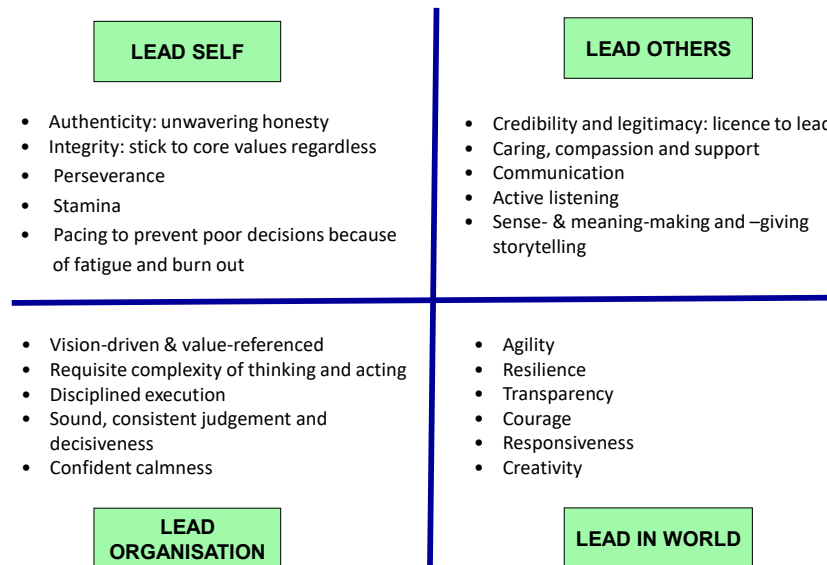 LEAD SELF
• Authenticity: unwavering honesty
• Integrity: stick to core values regardless
• Perseverance
• Stamina
• Pacing to prevent poor decisions because
of fatigue and burn out
LEAD OTHERS
• Credibility and legitimacy: licence to lead
• Caring, compassion and support
• Communication
• Active listening
• Sense- & meaning-making and –giving
storytelling
• Vision-driven & value-referenced
• Requisite complexity of thinking and acting
• Disciplined execution
• Sound, consistent judgement and
decisiveness
• Confident calmness
LEAD
ORGANISATION
• Agility
• Resilience
• Transparency
• Courage
• Responsiveness
• Creativity
LEAD IN WORLD